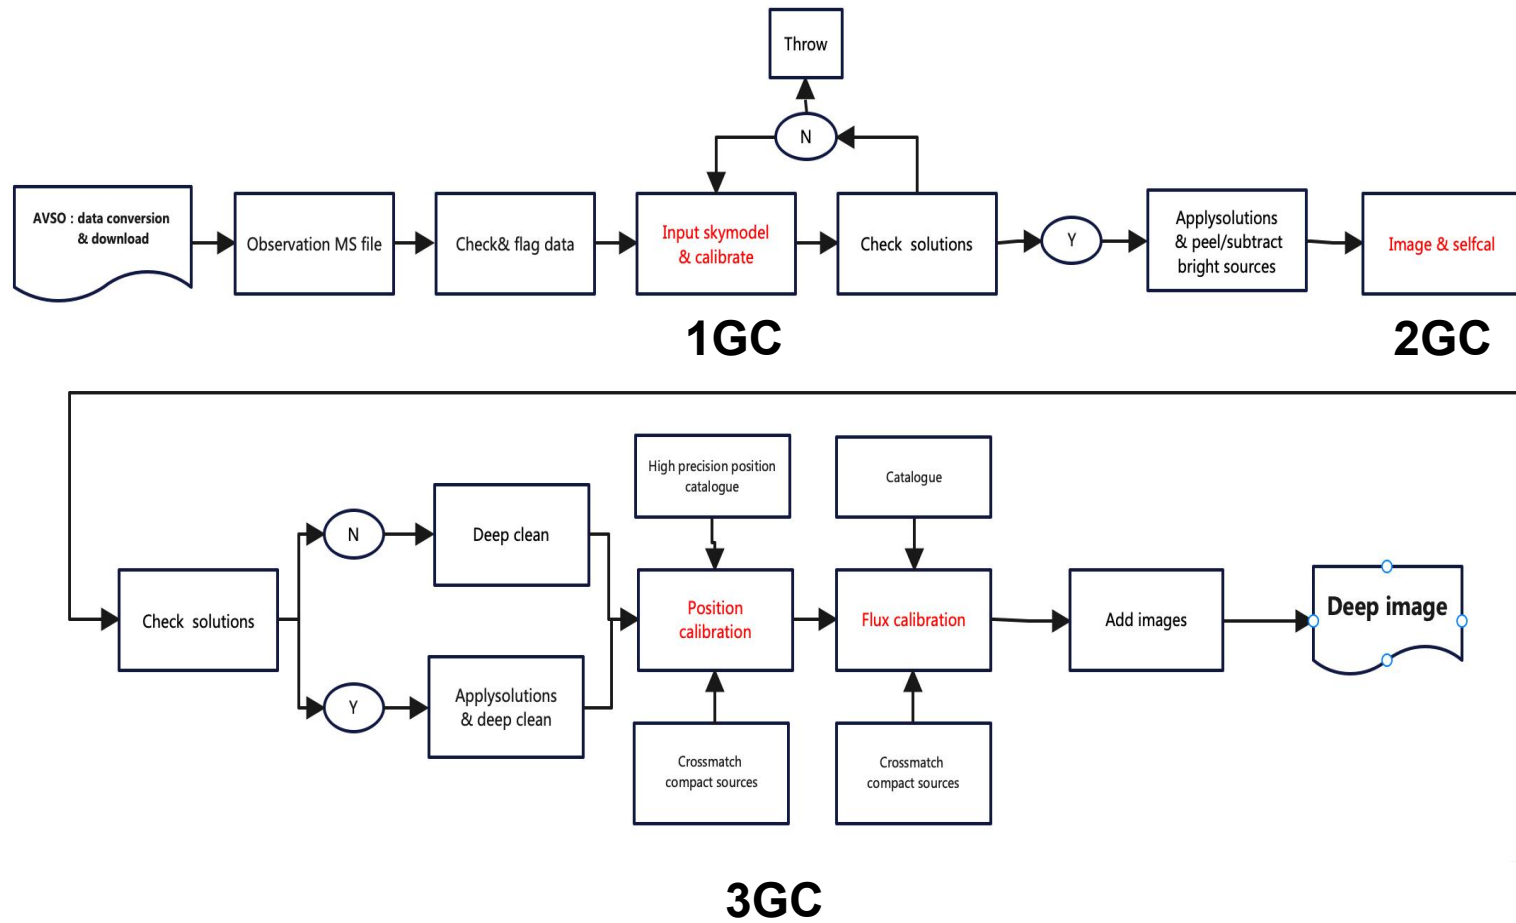 Throw
N
AVSO : data conversion
& download
Observation MS file
Check& flag data
Input skymodel
& calibrate
Check solutions
Y
Applysolutions
& peel/subtract
bright sources
Image & selfcal
1GC
2GC
High precision position
catalogue
Catalogue
N
Deep clean
Check solutions
Position
calibration
Flux calibration
Add images
Deep image
Y
Applysolutions
& deep clean
Crossmatch
compact sources
Crossmatch
compact sources
3GC